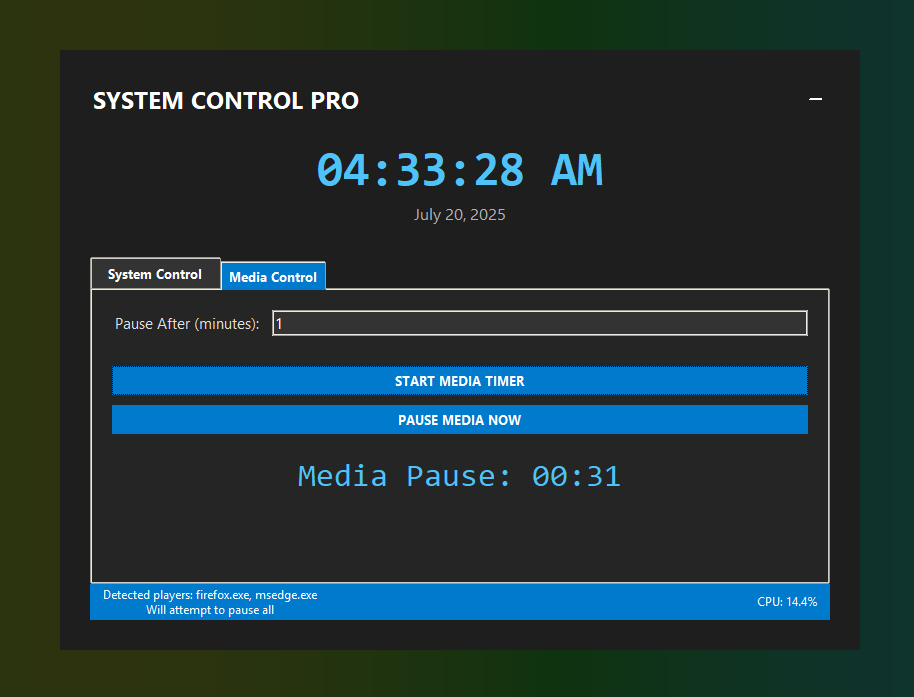 SYSTEM CONTROL PRO
04:33:28 AM
July 20, 2025
System Control
Media Control
Pause After (minutes): 1
START MEDIA TIMER
PAUSE MEDIA NOW
Media Pause: 00:31
Detected players: firefox.exe, msedge.exe
Will attempt to pause all
CPU: 14.4%